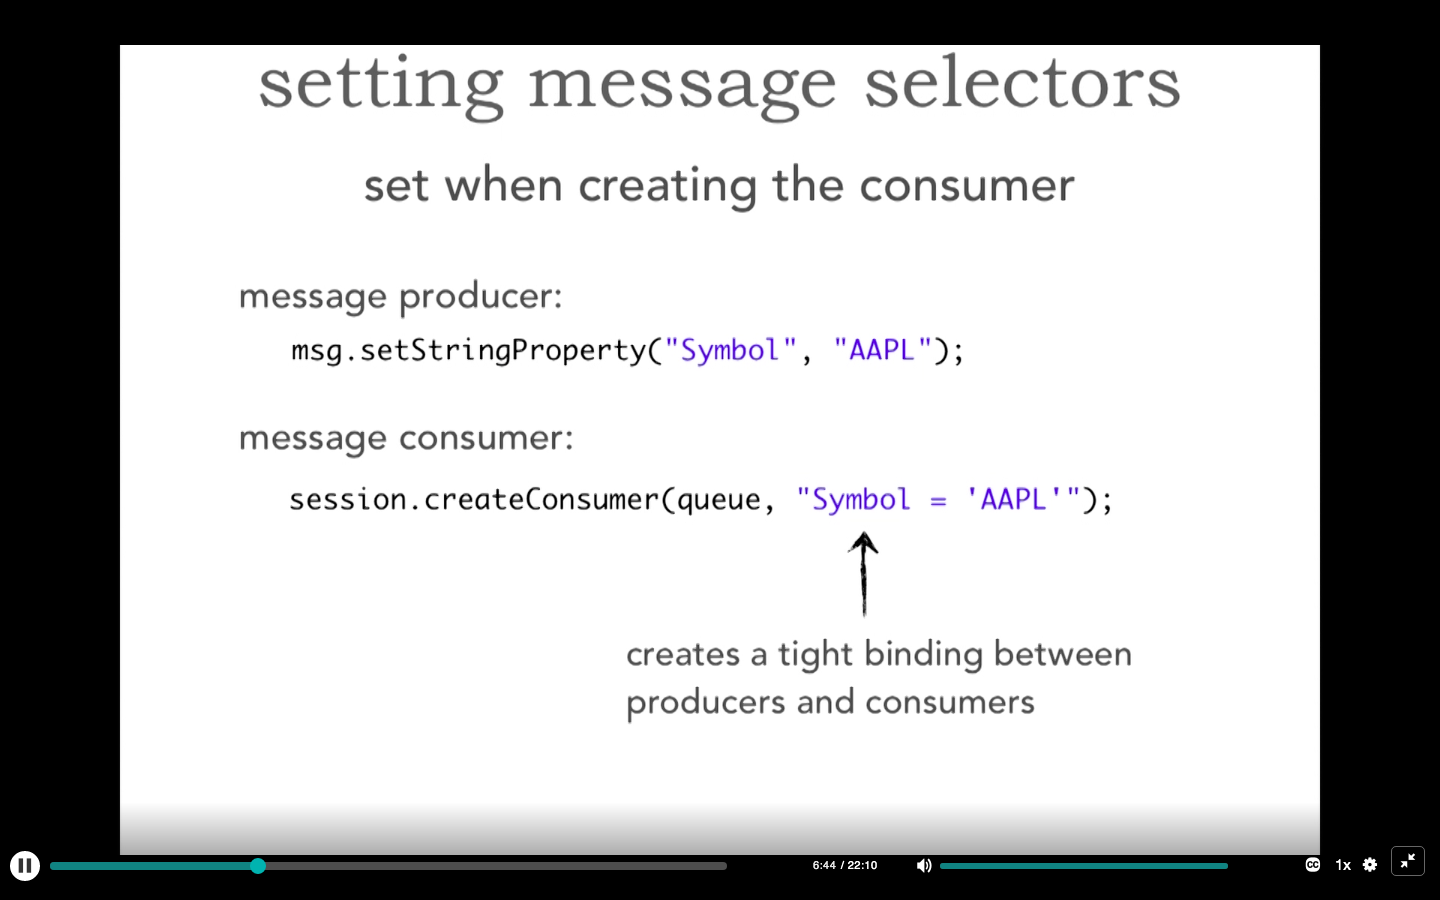 setting message selectors
set when creating the consumer
message producer:
msg.setStringProperty("Symbol", "AAPL");
message consumer:
session.createConsumer(queue, "Symbol = 'AAPL'");
creates a tight binding between
producers and consumers
6:44 / 22:10
CC
1x